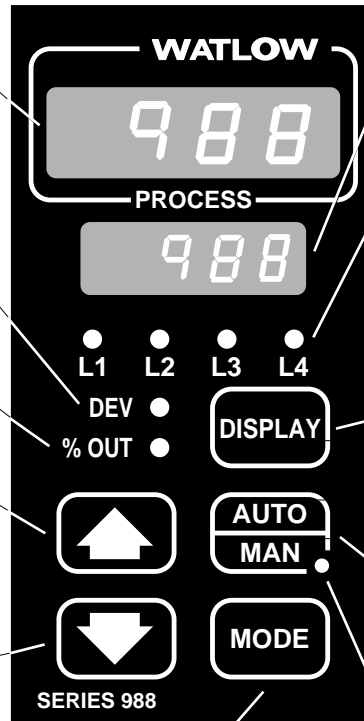 WATLOW
988
PROCESS
988
L1 L2 L3 L4
DEV
% OUT
DISPLAY
AUTO
MAN
MODE
SERIES 988